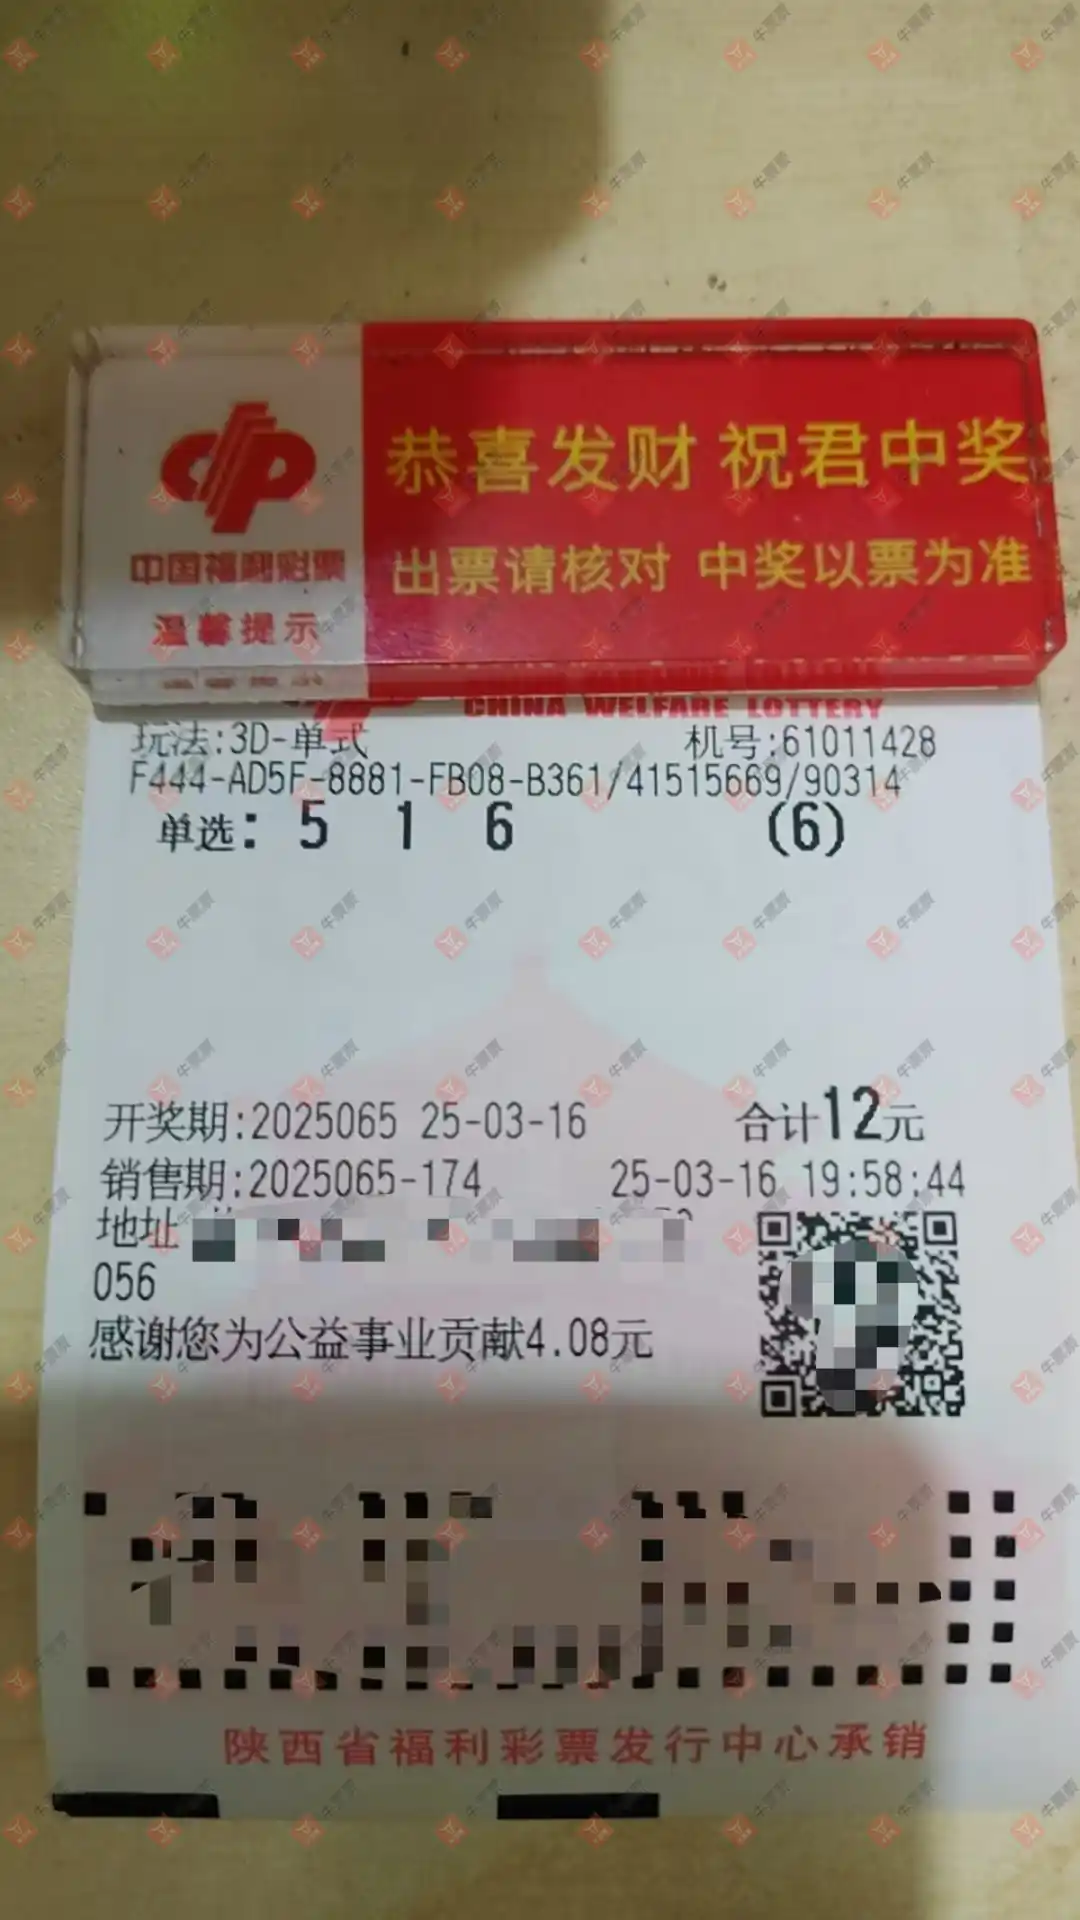 恭喜发财 祝君中奖
出票请核对 中奖以票为准
中国福利彩票
温馨提示
CHINA WELFARE LOTTERY
玩法:3D-单式 机号:61011428
F444-AD5F-8881-FB08-B361/41515669/90314
单选: 5 1 6 (6)
开奖期:2025065 25-03-16 合计12元
销售期:2025065-174 25-03-16 19:58:44
地址
056
感谢您为公益事业贡献4.08元
陕西省福利彩票发行中心承销
牛票票